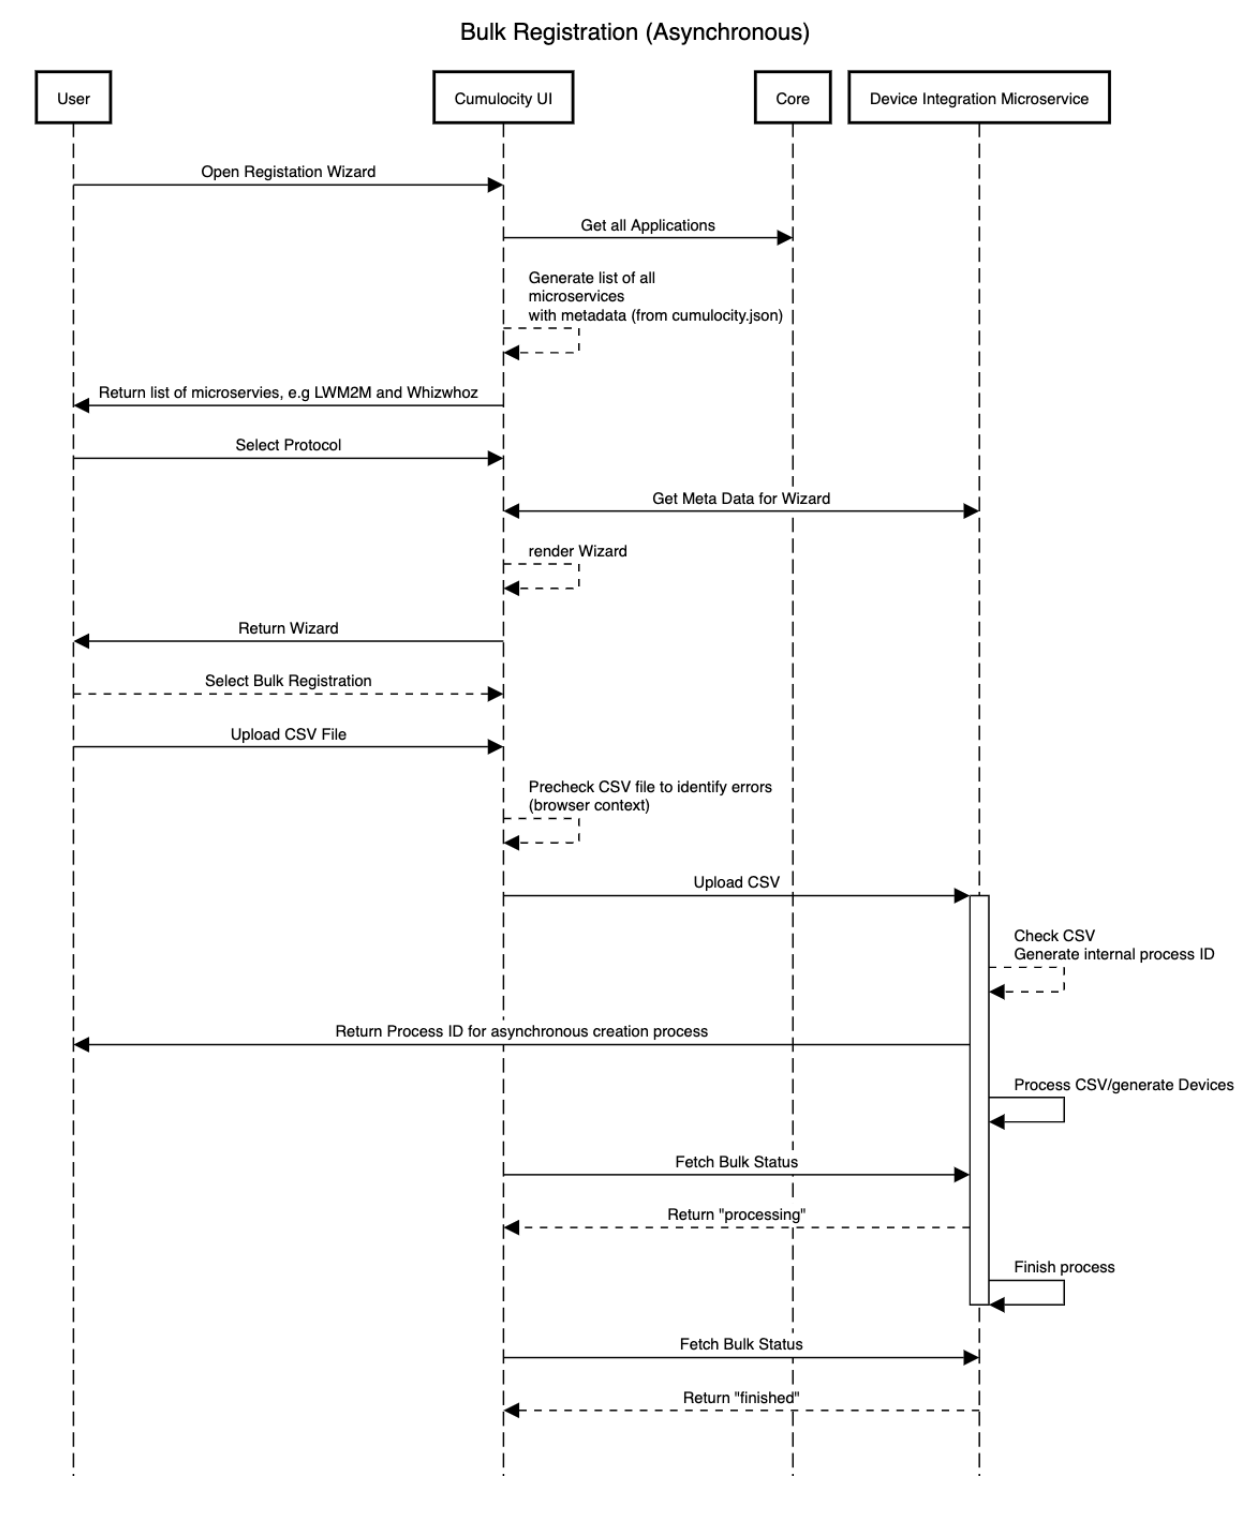 Bulk Registration (Asynchronous)
User
Cumulocity UI
Core
Device Integration Microservice
Open Registation Wizard
Get all Applications
Generate list of all
microservices
with metadata (from cumulocity.json)
Return list of microservies, e.g LWM2M and Whizwhoz
Select Protocol
Get Meta Data for Wizard
render Wizard
Return Wizard
Select Bulk Registration
Upload CSV File
Precheck CSV file to identify errors
(browser context)
Upload CSV
Check CSV
Generate internal process ID
Return Process ID for asynchronous creation process
Process CSV/generate Devices
Fetch Bulk Status
Return "processing"
Finish process
Fetch Bulk Status
Return "finished"